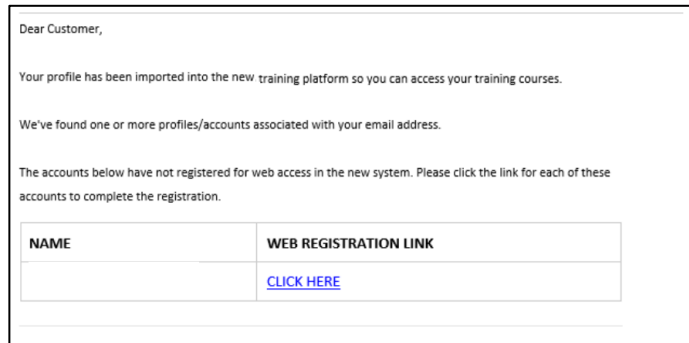 Dear Customer,
Your profile has been imported into the new training platform so you can access your training courses.
We've found one or more profiles/accounts associated with your email address.
The accounts below have not registered for web access in the new system. Please click the link for each of these
accounts to complete the registration.
NAME WEB REGISTRATION LINK
CLICK HERE